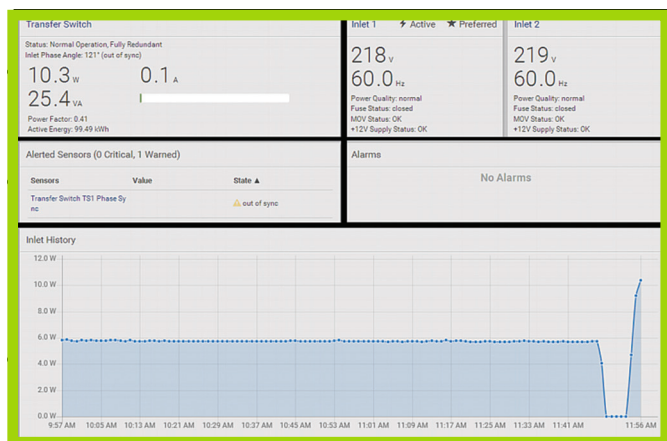 Transfer Switch
Status: Normal Operation, Fully Redundant
Inlet Phase Angle: 121° (out of sync)
10.3 W 0.1 A
25.4 VA
Power Factor: 0.41
Active Energy: 99.49 kWh
Inlet 1 Active Preferred
218 V
60.0 Hz
Power Quality: normal
Fuse Status: closed
MOV Status: OK
+12V Supply Status: OK
Inlet 2
219 V
60.0 Hz
Power Quality: normal
Fuse Status: closed
MOV Status: OK
+12V Supply Status: OK
Alerted Sensors (0 Critical, 1 Warned)
Sensors Value State ▲
Transfer Switch TS1 Phase Sy
nc
out of sync
Alarms
No Alarms
Inlet History
12.0 W
10.0 W
8.0 W
6.0 W
4.0 W
2.0 W
0.0 W
9:57 AM 10:05 AM 10:13 AM 10:21 AM 10:29 AM 10:37 AM 10:45 AM 10:53 AM 11:01 AM 11:09 AM 11:17 AM 11:25 AM 11:33 AM 11:41 AM 11:56 AM